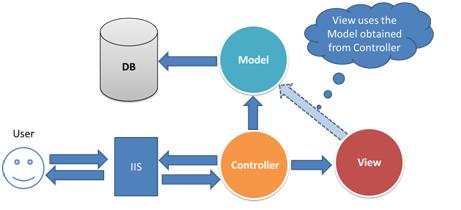 View uses the
Model obtained
from Controller
DB
Model
User
IIS
Controller
View